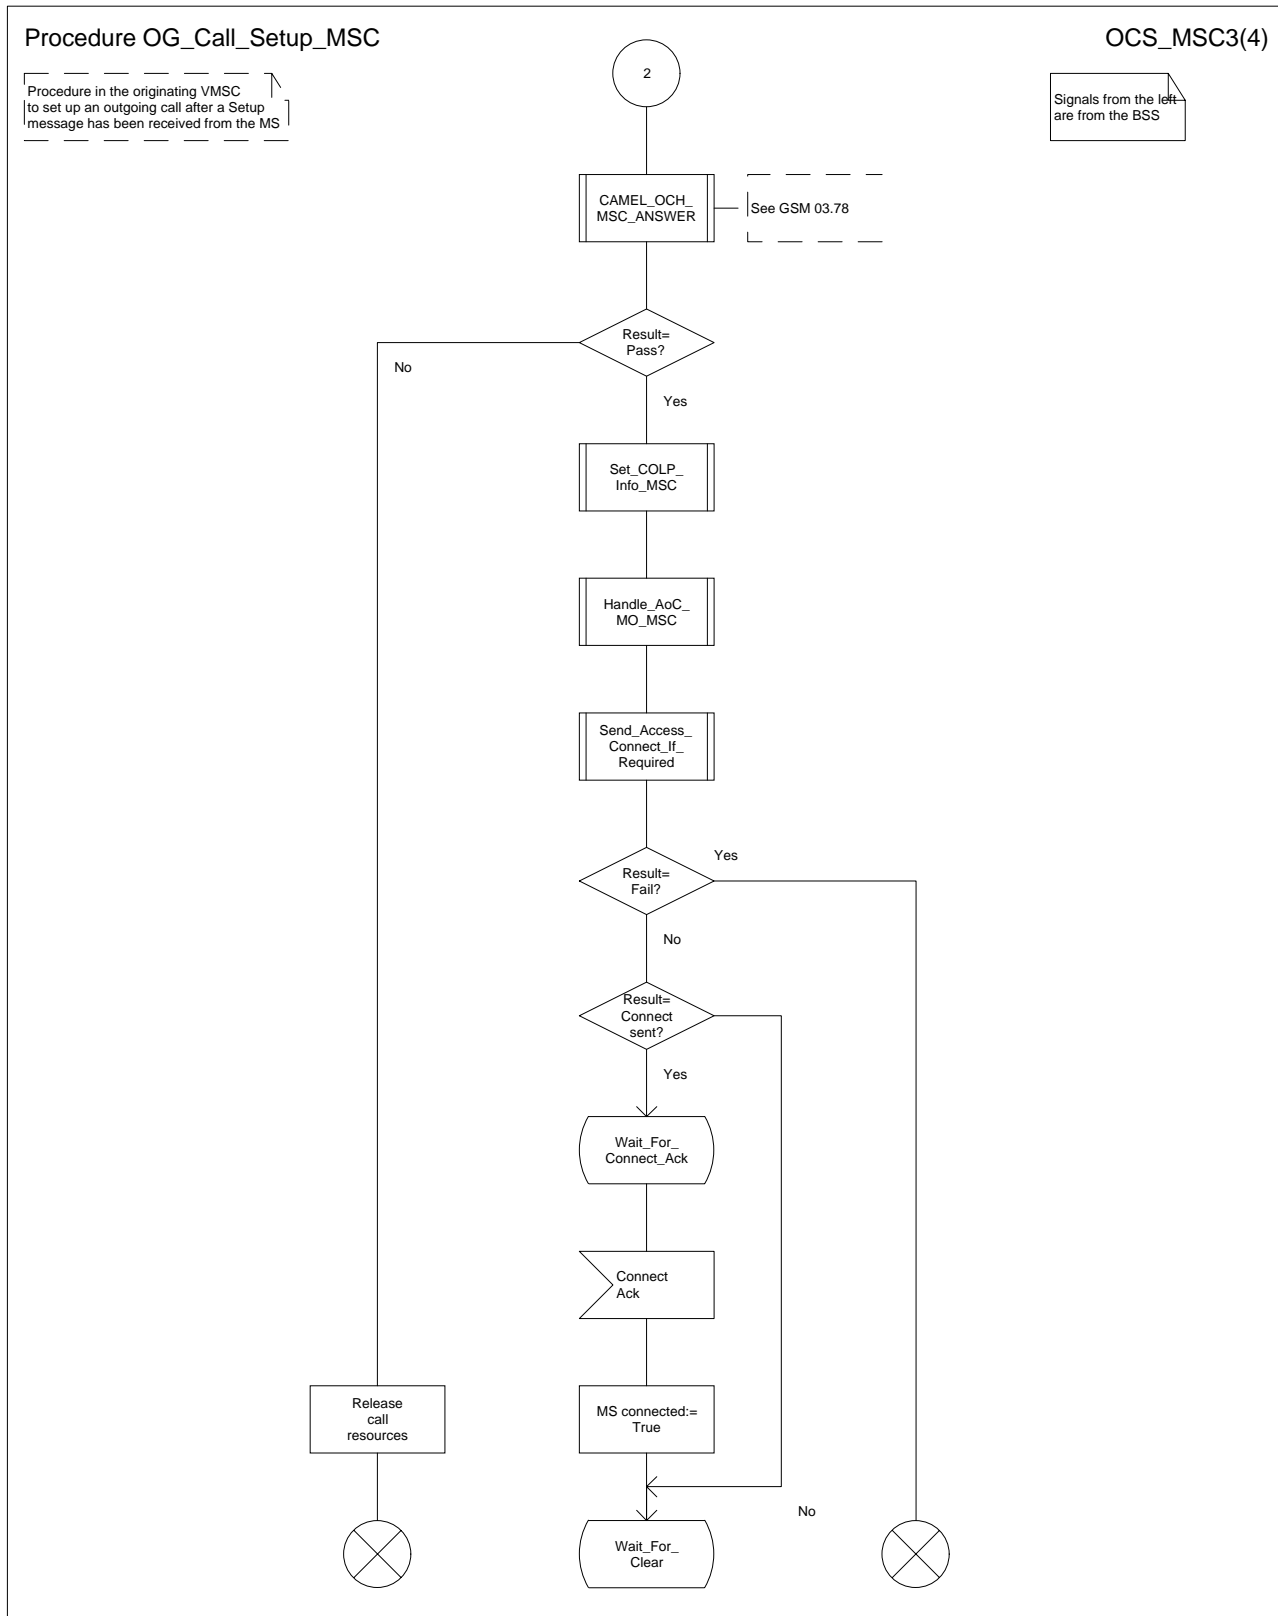 Procedure OG_Call_Setup_MSC
OCS_MSC3(4)
Procedure in the originating VMSC
to set up an outgoing call after a Setup
message has been received from the MS
2
Signals from the left
are from the BSS
CAMEL_OCH_
MSC_ANSWER
See GSM 03.78
Result=
Pass?
No
Yes
Set_COLP_
Info_MSC
Handle_AoC_
MO_MSC
Send_Access_
Connect_If_
Required
Result=
Fail?
Yes
No
Result=
Connect
sent?
Yes
Wait_For_
Connect_Ack
Connect
Ack
Release
call
resources
MS connected:=
True
No
Wait_For_
Clear